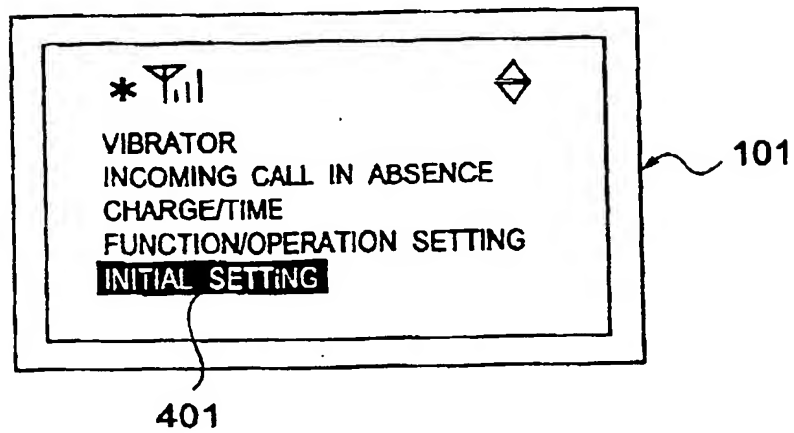 *
VIBRATOR
INCOMING CALL IN ABSENCE
CHARGE/TIME
FUNCTION/OPERATION SETTING
INITIAL SETTiNG
101
401